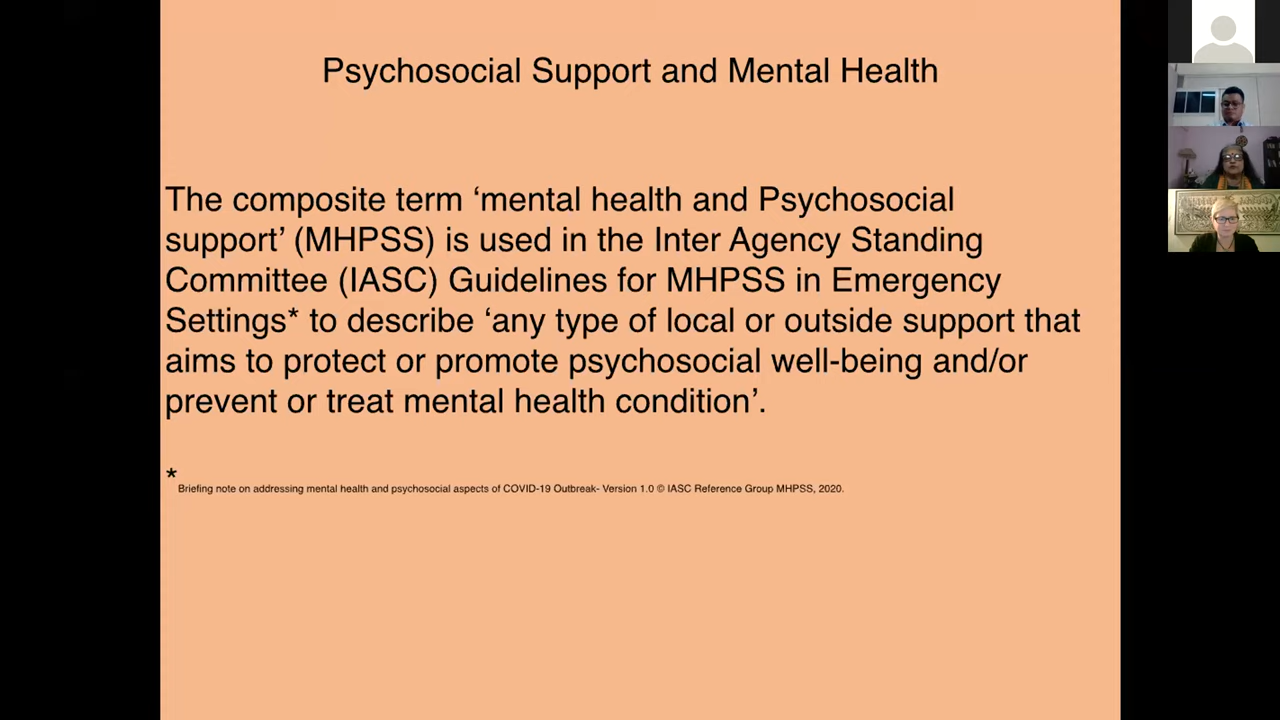 Psychosocial Support and Mental Health
The composite term ‘mental health and Psychosocial
support’ (MHPSS) is used in the Inter Agency Standing
Committee (IASC) Guidelines for MHPSS in Emergency
Settings* to describe ‘any type of local or outside support that
aims to protect or promote psychosocial well-being and/or
prevent or treat mental health condition’.
* Briefing note on addressing mental health and psychosocial aspects of COVID-19 Outbreak- Version 1.0 © IASC Reference Group MHPSS, 2020.